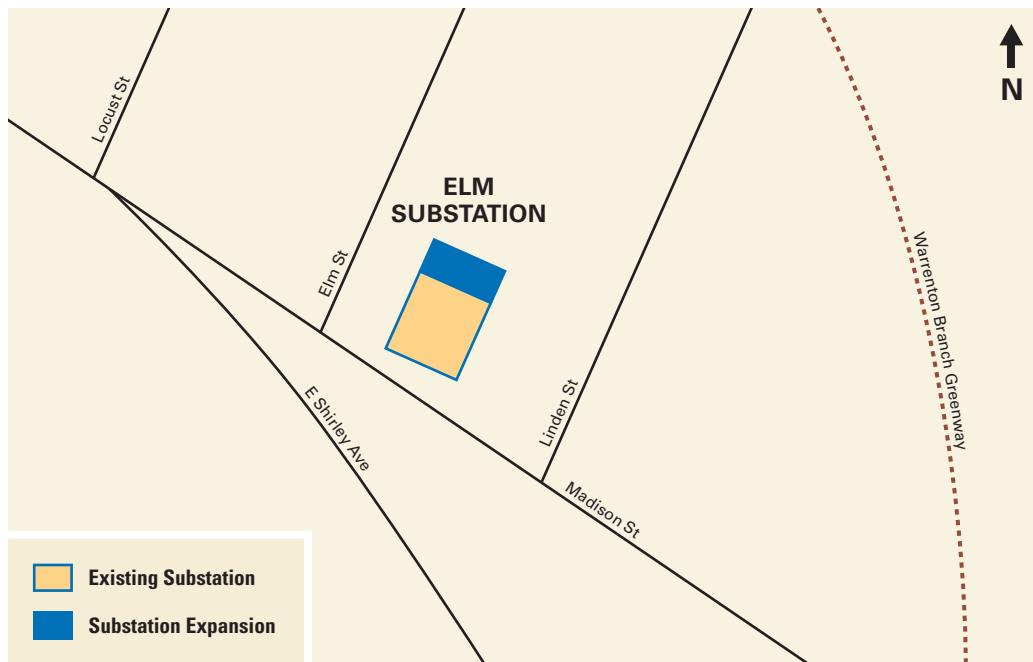 N
Locust St
ELM
SUBSTATION
Elm St
Warrenton Branch Greenway
E Shirley Ave
Linden St
Madison St
Existing Substation
Substation Expansion